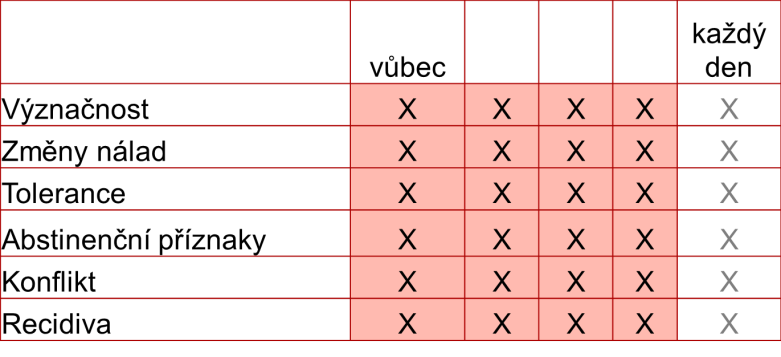 vůbec každý den
Význačnost X X X X X
Změny nálad X X X X X
Tolerance X X X X X
Abstinenční příznaky X X X X X
Konflikt X X X X X
Recidiva X X X X X